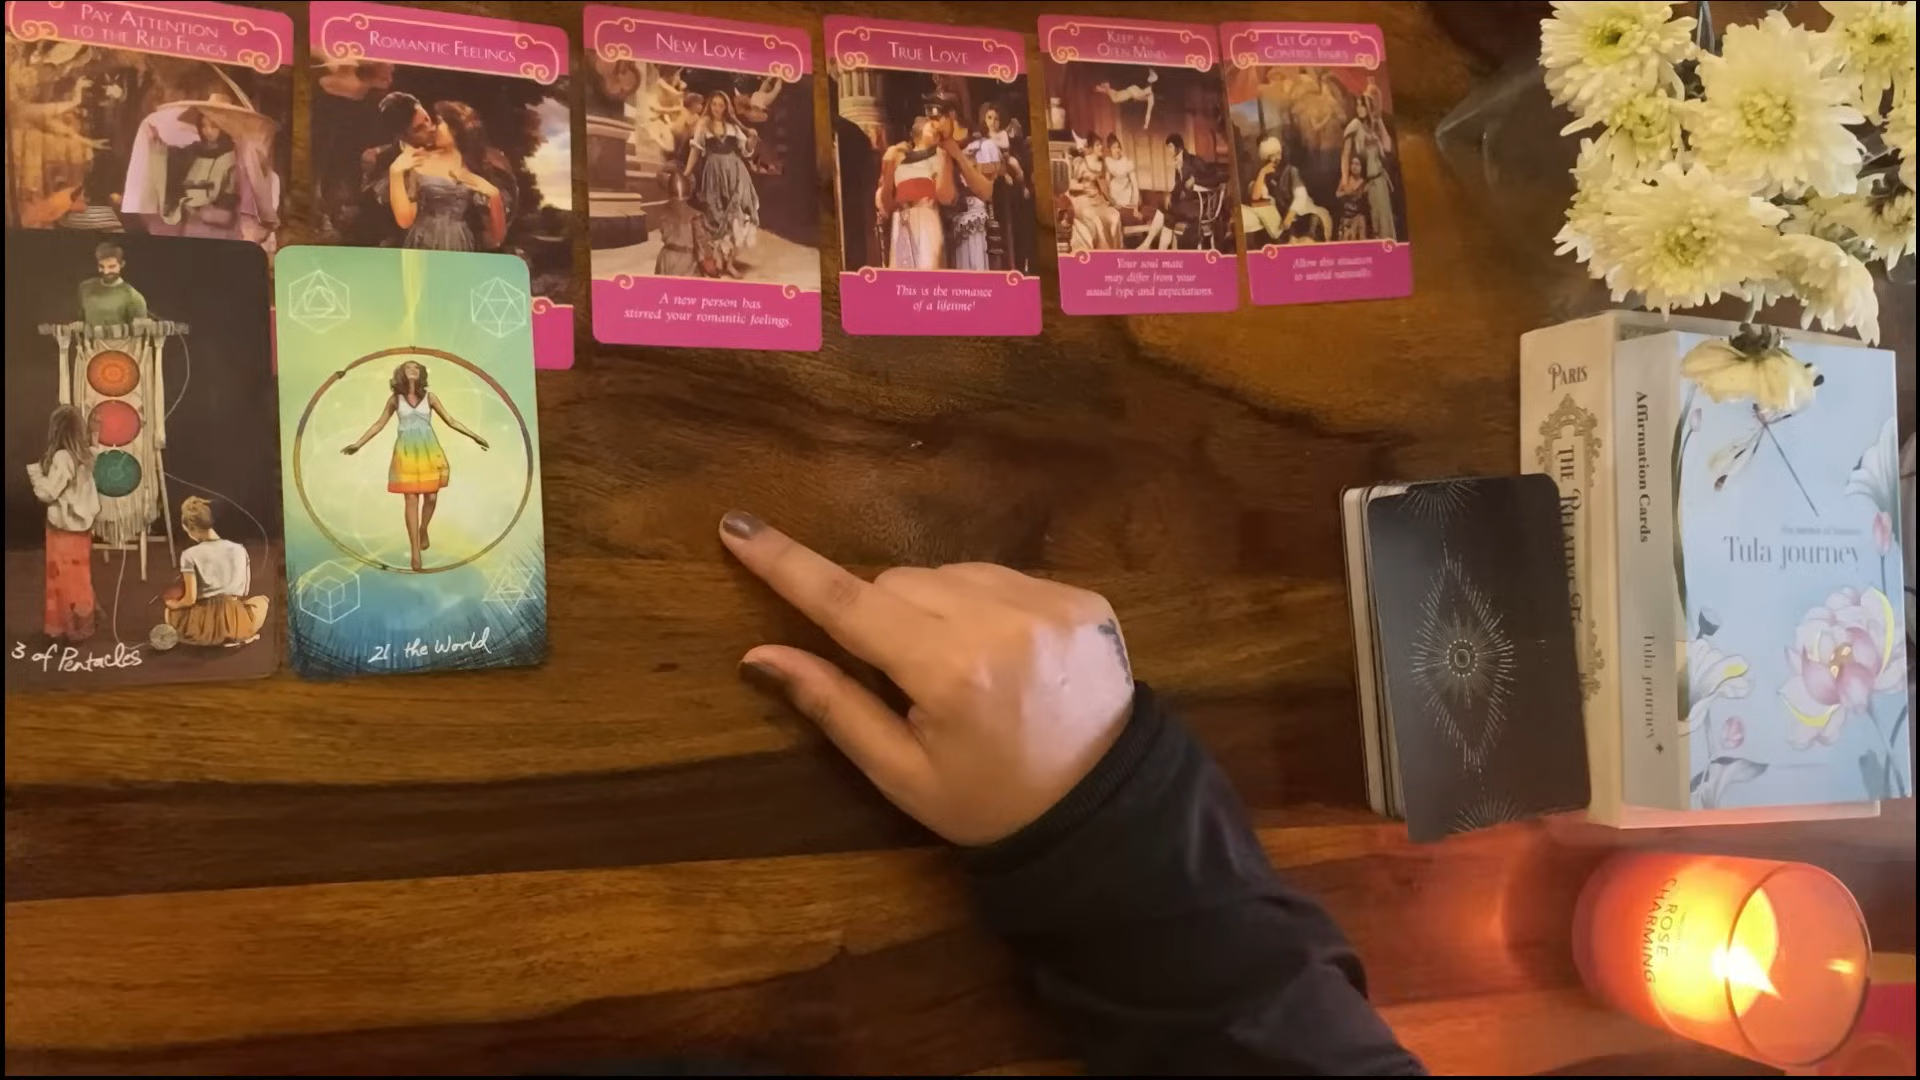 PAY ATTENTION
TO THE RED FLAGS
ROMANTIC FEELINGS
NEW LOVE
A new person has
stirred your romantic feelings.
TRUE LOVE
This is the romance
of a lifetime!
KEEP AN
OPEN MIND
Your soul mate
may differ from your
usual type and expectations.
LET GO OF
CONTROL ISSUES
Allow this situation
to unfold naturally.
3 of Pentacles
21. the World
PARIS
THE
Affirmation Cards
Tula journey
Tula journey
ROSE
CHARMING